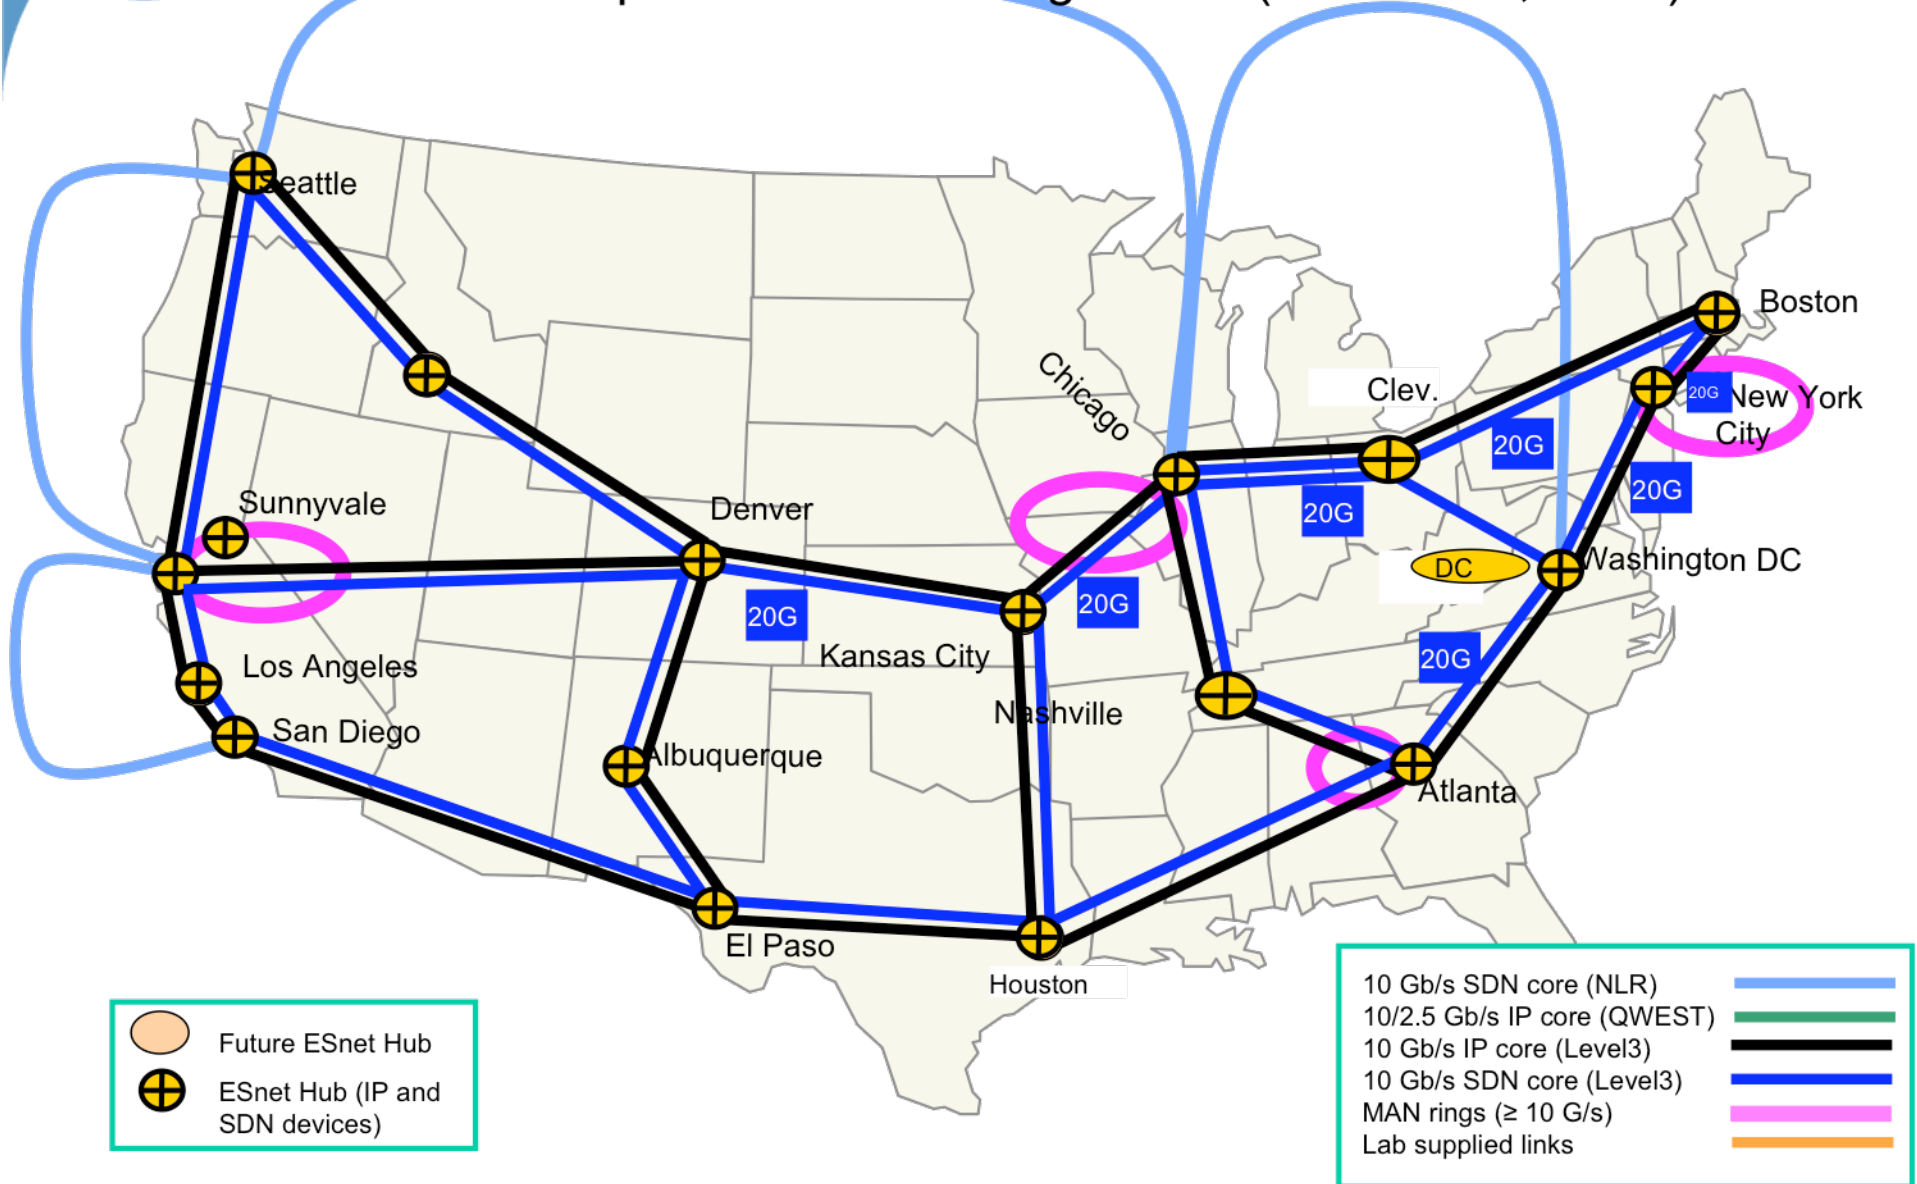 Seattle
Boston
Chicago
Clev.
20G
New York
City
20G
20G
Sunnyvale
Denver
20G
DC
Washington DC
20G
20G
Kansas City
20G
Los Angeles
Nashville
San Diego
Albuquerque
Atlanta
El Paso
Houston
Future ESnet Hub
ESnet Hub (IP and
SDN devices)
10 Gb/s SDN core (NLR)
10/2.5 Gb/s IP core (QWEST)
10 Gb/s IP core (Level3)
10 Gb/s SDN core (Level3)
MAN rings (≥ 10 G/s)
Lab supplied links